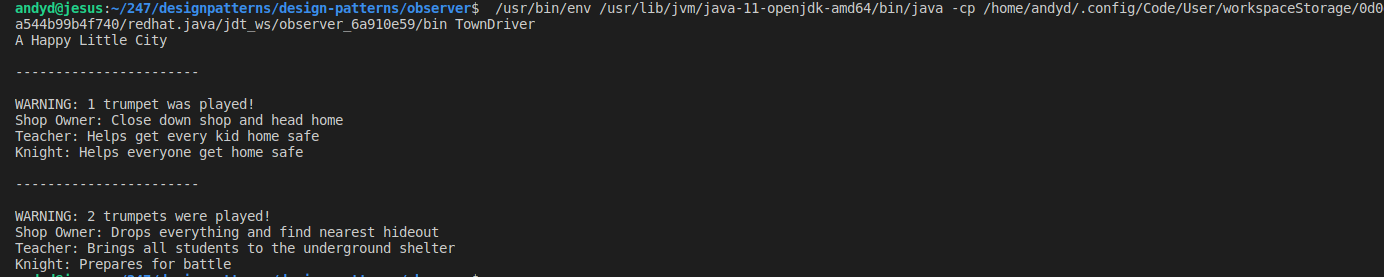 andyd@jesus:~/247/designpatterns/design-patterns/observer$  /usr/bin/env /usr/lib/jvm/java-11-openjdk-amd64/bin/java -cp /home/andyd/.config/Code/User/workspaceStorage/0d0
a544b99b4f740/redhat.java/jdt_ws/observer_6a910e59/bin TownDriver
A Happy Little City
-----------------------
WARNING: 1 trumpet was played!
Shop Owner: Close down shop and head home
Teacher: Helps get every kid home safe
Knight: Helps everyone get home safe
-----------------------
WARNING: 2 trumpets were played!
Shop Owner: Drops everything and find nearest hideout
Teacher: Brings all students to the underground shelter
Knight: Prepares for battle